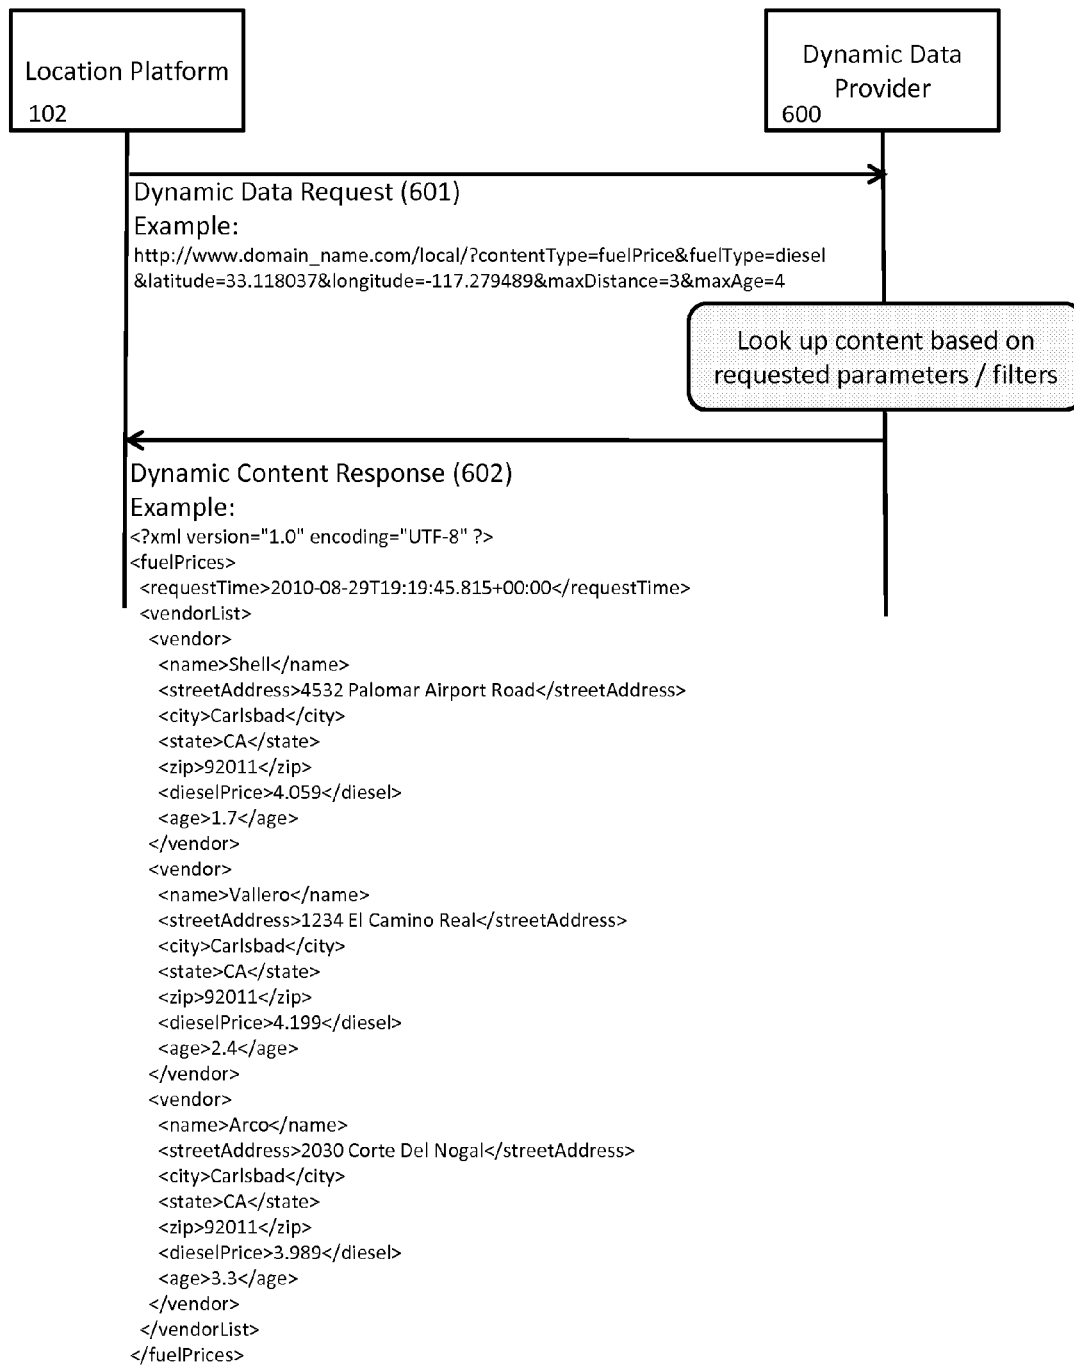 Location Platform
102
Dynamic Data
Provider
600
Dynamic Data Request (601)
Example:
http://www.domain_name.com/local/?contentType=fuelPrice&fuelType=diesel
&latitude=33.118037&longitude=-117.279489&maxDistance=3&maxAge=4
Look up content based on
requested parameters / filters
Dynamic Content Response (602)
Example:
<?xml version="1.0" encoding="UTF-8" ?>
<fuelPrices>
<requestTime>2010-08-29T19:19:45.815+00:00</requestTime>
<vendorList>
<vendor>
<name>Shell</name>
<streetAddress>4532 Palomar Airport Road</streetAddress>
<city>Carlsbad</city>
<state>CA</state>
<zip>92011</zip>
<dieselPrice>4.059</diesel>
<age>1.7</age>
</vendor>
<vendor>
<name>Vallero</name>
<streetAddress>1234 El Camino Real</streetAddress>
<city>Carlsbad</city>
<state>CA</state>
<zip>92011</zip>
<dieselPrice>4.199</diesel>
<age>2.4</age>
</vendor>
<vendor>
<name>Arco</name>
<streetAddress>2030 Corte Del Nogal</streetAddress>
<city>Carlsbad</city>
<state>CA</state>
<zip>92011</zip>
<dieselPrice>3.989</diesel>
<age>3.3</age>
</vendor>
</vendorList>
</fuelPrices>